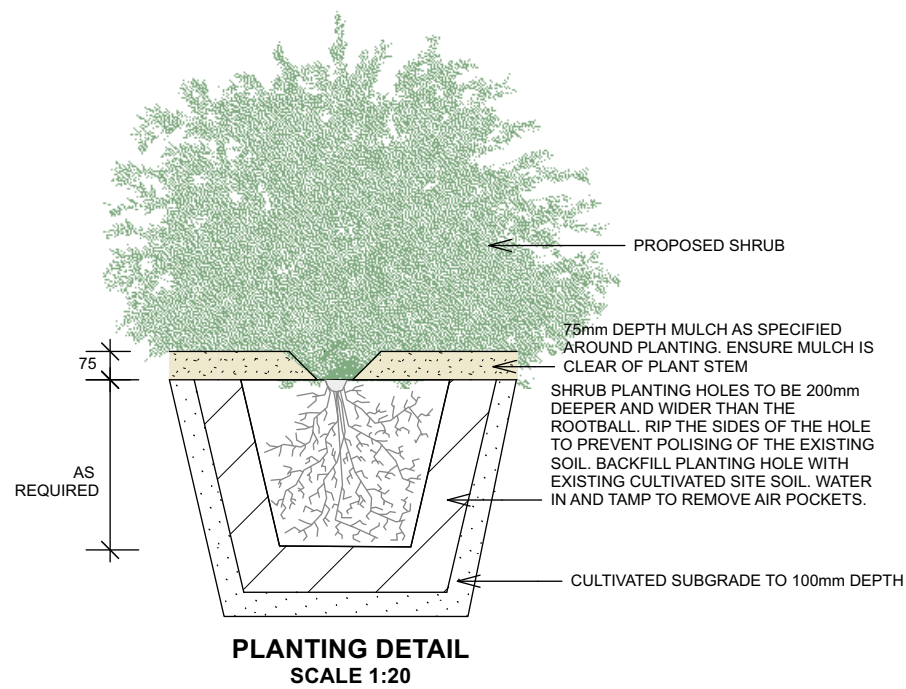 PROPOSED SHRUB
75mm DEPTH MULCH AS SPECIFIED
AROUND PLANTING. ENSURE MULCH IS
CLEAR OF PLANT STEM
75
SHRUB PLANTING HOLES TO BE 200mm
DEEPER AND WIDER THAN THE
ROOTBALL. RIP THE SIDES OF THE HOLE
TO PREVENT POLISING OF THE EXISTING
SOIL. BACKFILL PLANTING HOLE WITH
EXISTING CULTIVATED SITE SOIL. WATER
IN AND TAMP TO REMOVE AIR POCKETS.
AS
REQUIRED
CULTIVATED SUBGRADE TO 100mm DEPTH
PLANTING DETAIL
SCALE 1:20